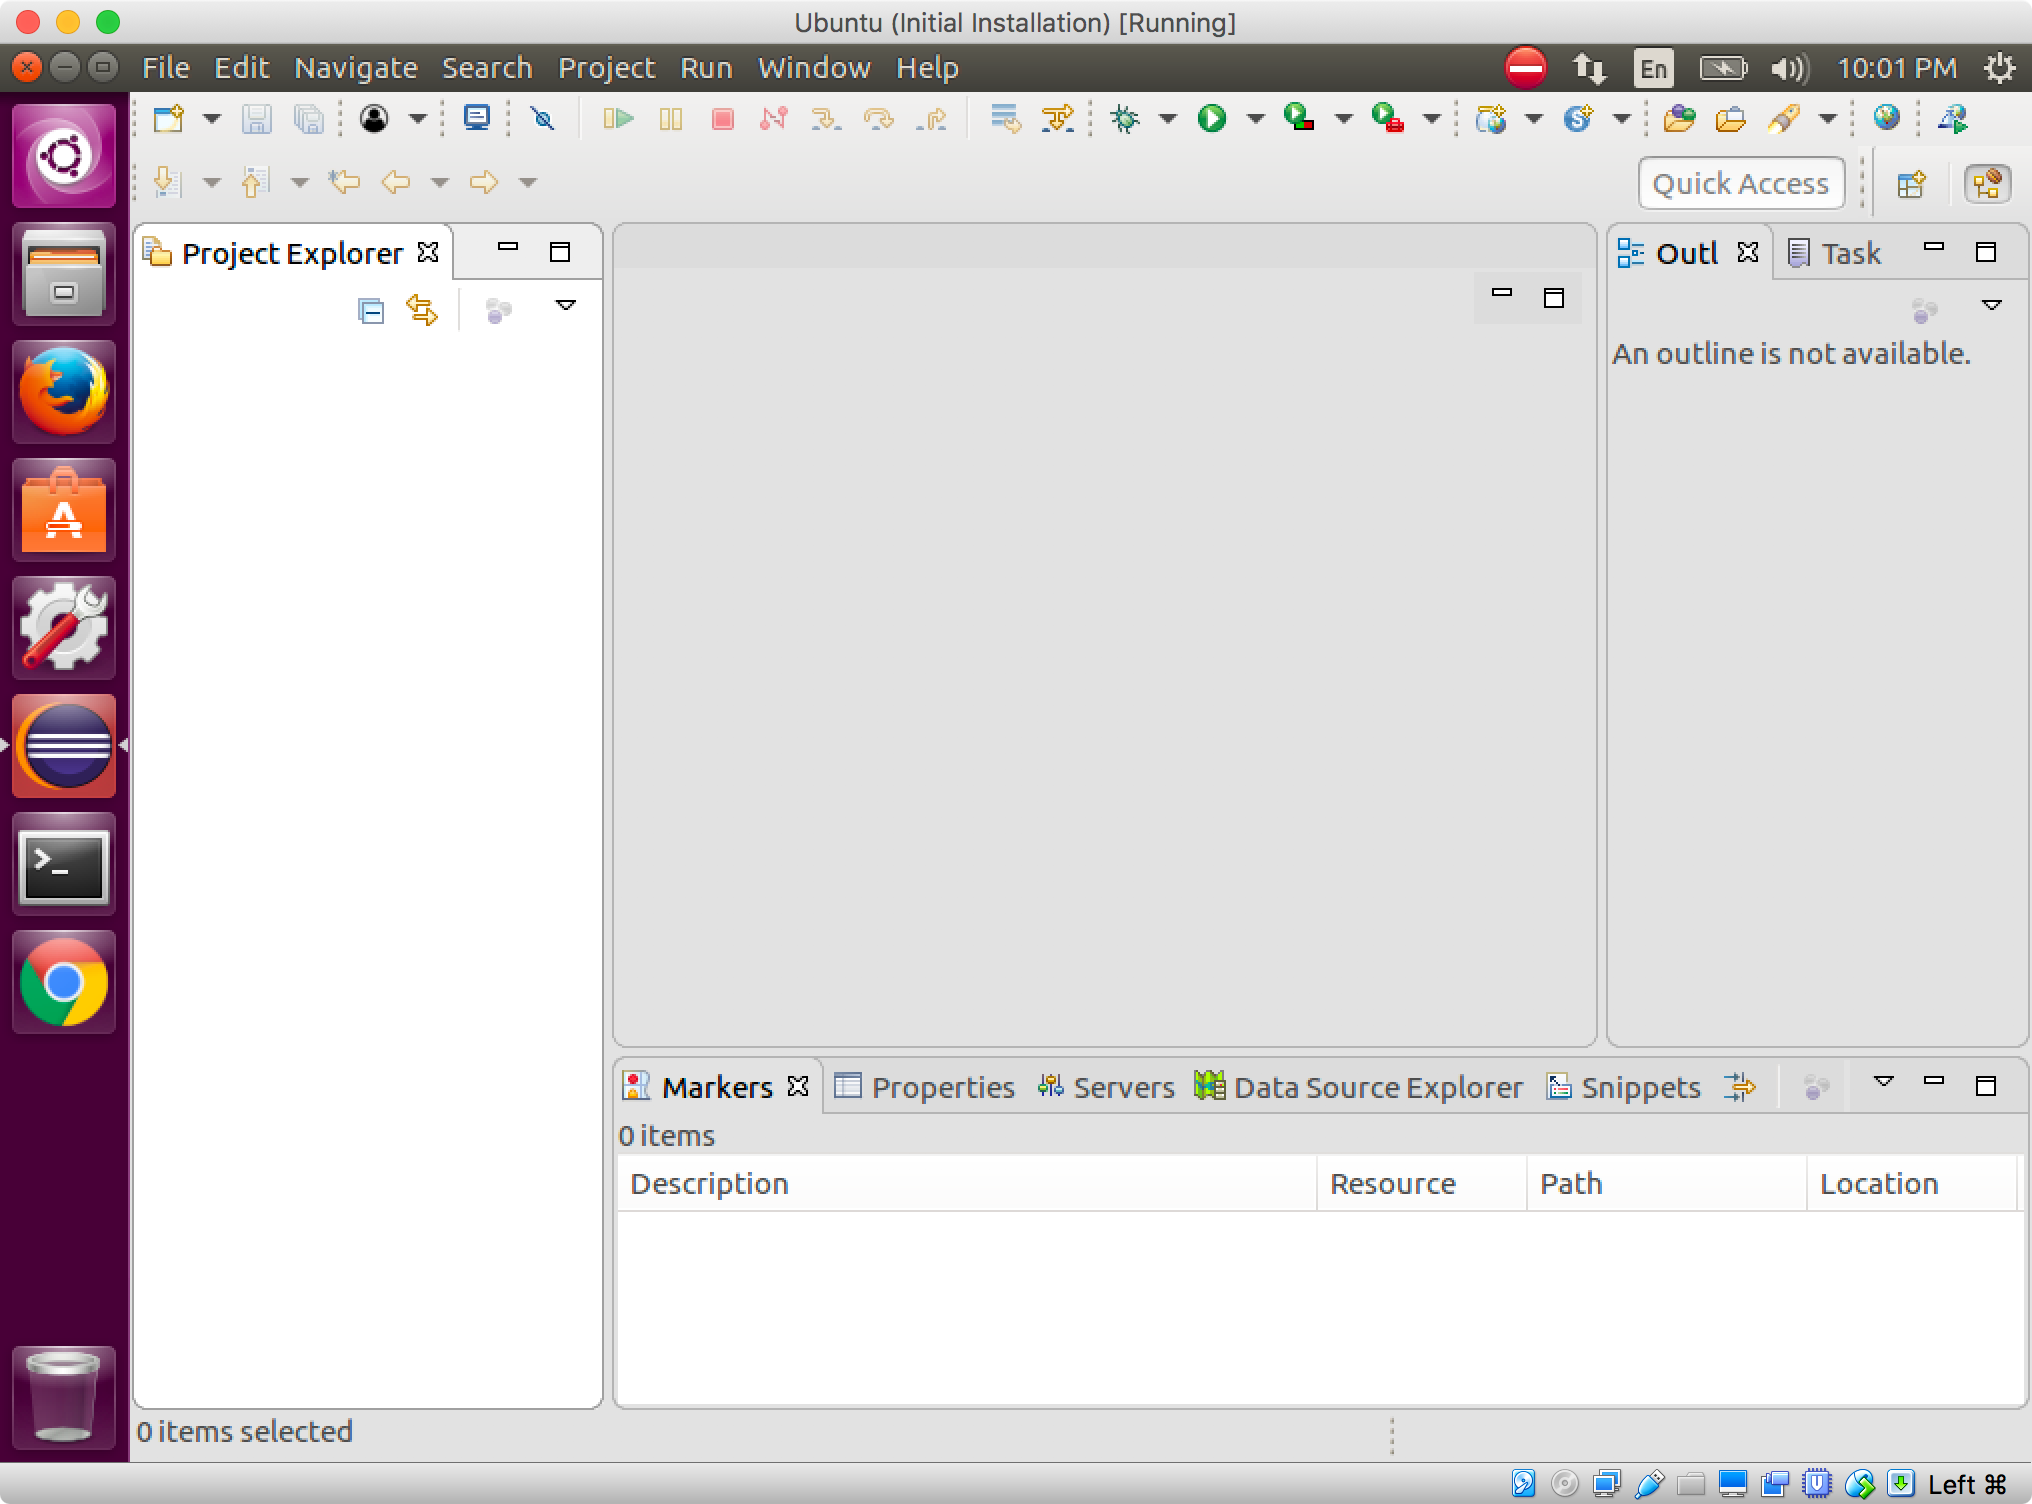 Ubuntu (Initial Installation) [Running]
File Edit Navigate Search Project Run Window Help En 10:01 PM
Quick Access
Project Explorer
Outl Task
An outline is not available.
Markers Properties Servers Data Source Explorer Snippets
0 items
Description Resource Path Location
0 items selected
Left ⌘